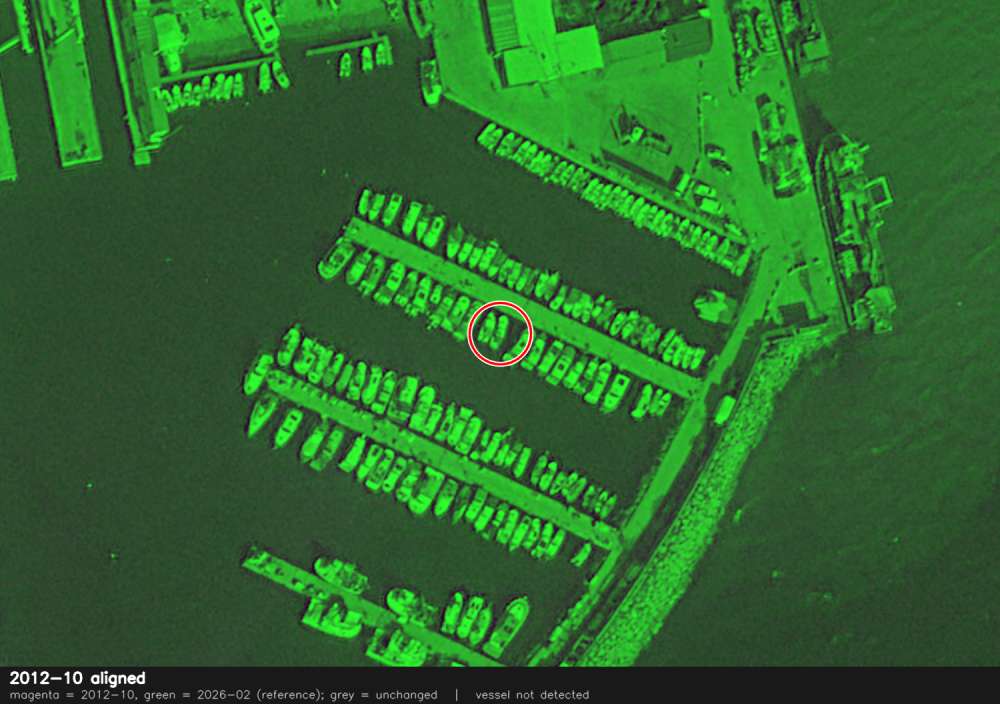 2012-10 aligned
magenta = 2012-10, green = 2026-02 (reference); grey = unchanged | vessel not detected